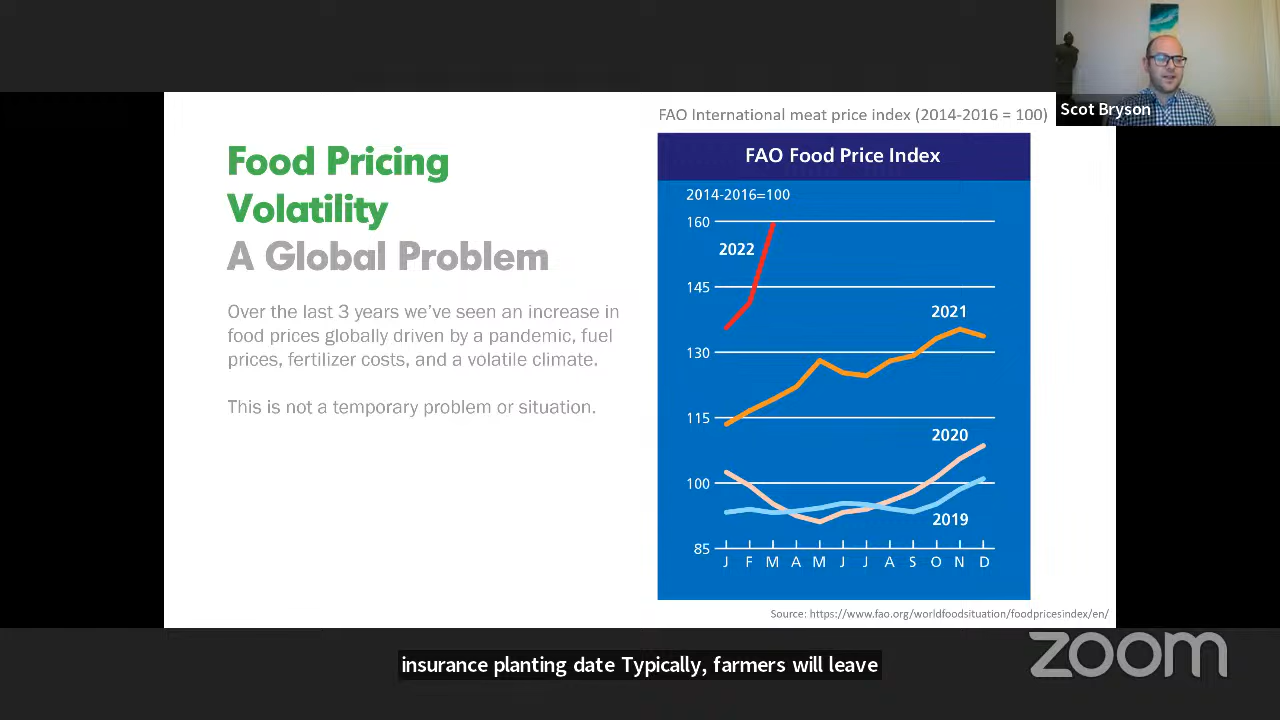 Scot Bryson
FAO International meat price index (2014-2016 = 100)
Food Pricing
Volatility
A Global Problem
Over the last 3 years we've seen an increase in
food prices globally driven by a pandemic, fuel
prices, fertilizer costs, and a volatile climate.
This is not a temporary problem or situation.
FAO Food Price Index
2014-2016=100
160
2022
145
2021
130
115
2020
100
2019
85
J F M A M J J A S O N D
Source: https://www.fao.org/worldfoodsituation/foodpricesindex/en/
insurance planting date Typically, farmers will leave
zoom